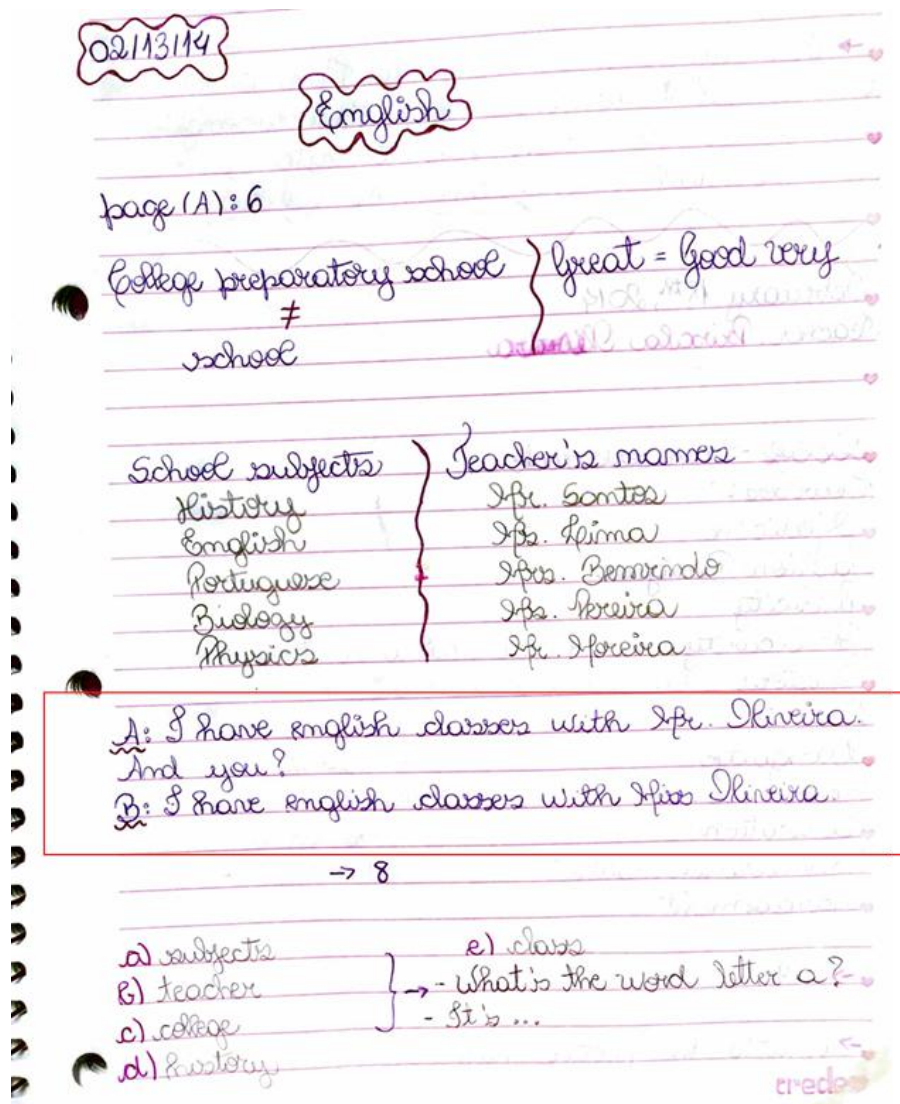 02/13/14
English
page (A): 6
College preparatory school
≠
school
Great = Good very
School subjects
History
English
Portuguese
Biology
Physics
Teacher's names
Mr. Santos
Ms. Lima
Mrs. Benvindo
Ms. Pereira
Mr. Moreira
A: I have english classes with Mr. Oliveira.
And you?
B: I have english classes with Miss Oliveira.
→ 8
a) subjects
b) teacher
c) college
d) history
e) class
→ - What's the word letter a?
- It's ...
credeal